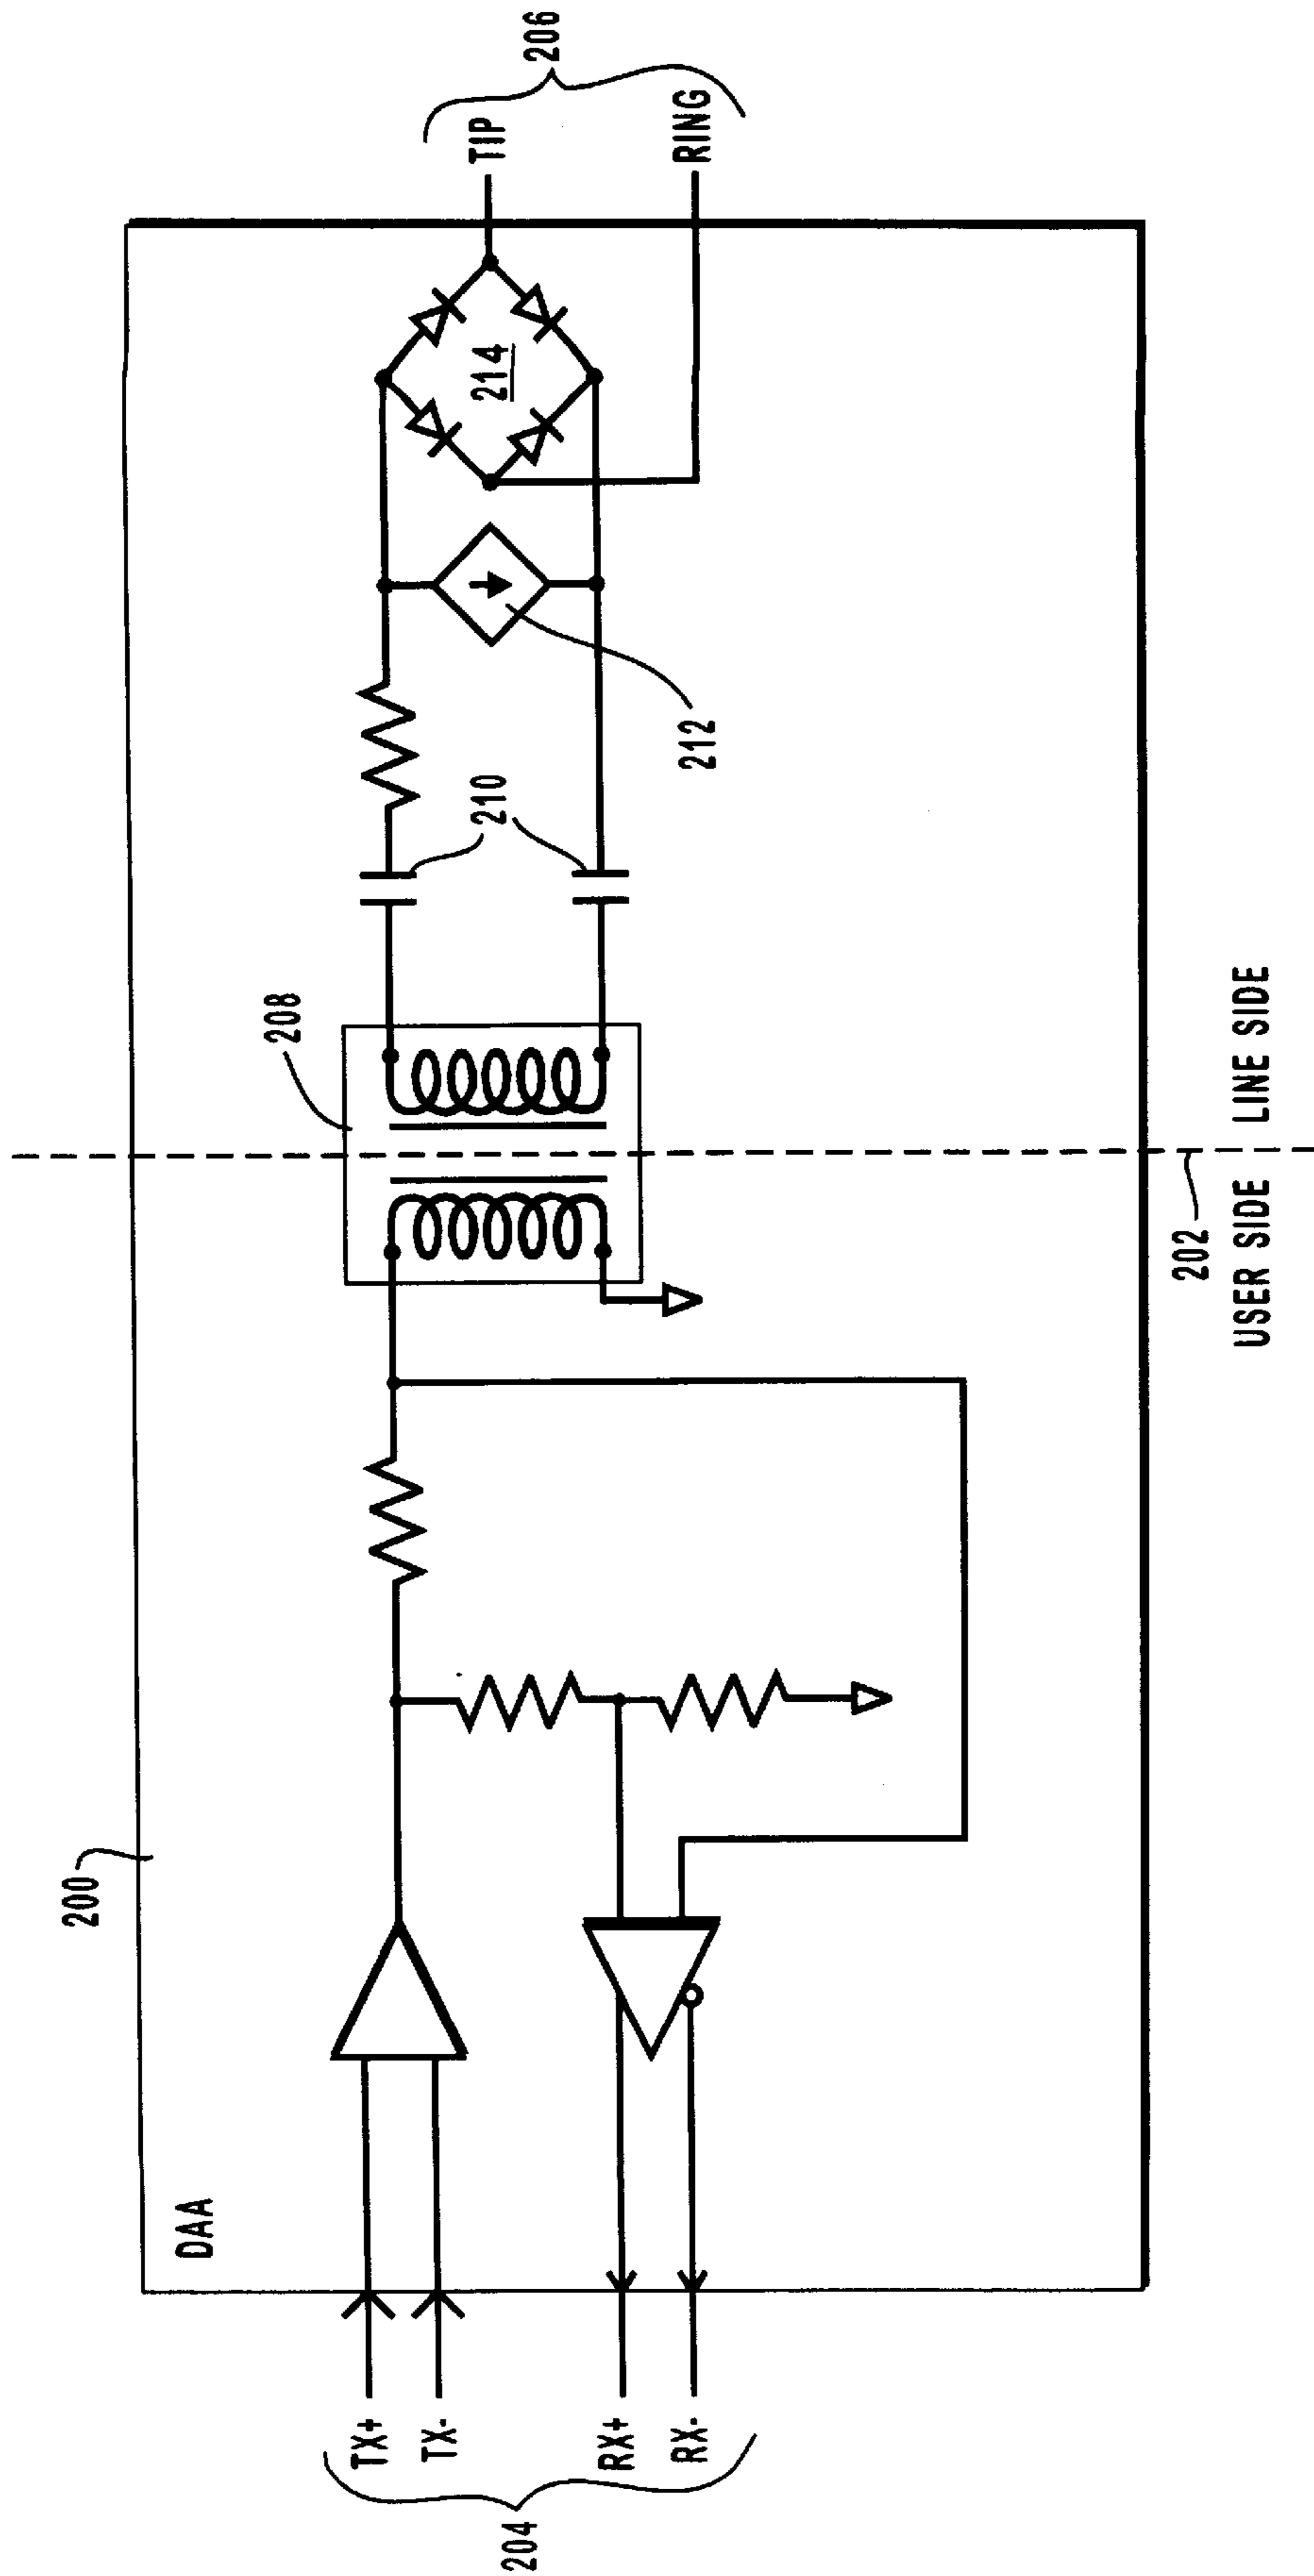 200
DAA
TX+
TX-
RX+
RX-
204
208
210
212
214
TIP
RING
206
202
USER SIDE
LINE SIDE